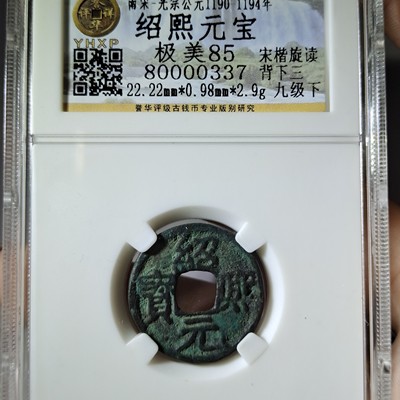 南宋-光宗公元1190-1194年
绍熙元宝
极美85 宋楷旋读
80000337 背下三
22.22mm*0.98mm*2.9g 九级下
YHXP
誉华评级古钱币专业版别研究
紹熙元寶